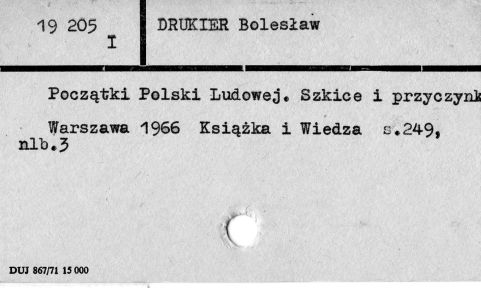 19 205
I
DRUKIER Bolesław
Początki Polski Ludowej. Szkice i przyczynk
Warszawa 1966 Książka i Wiedza s.249,
nlb.3
DUJ 867/71 15 000